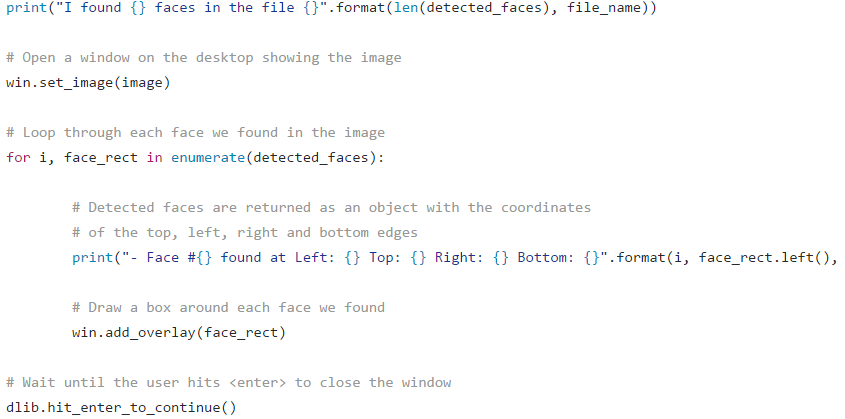 print("I found {} faces in the file {}".format(len(detected_faces), file_name))
# Open a window on the desktop showing the image
win.set_image(image)
# Loop through each face we found in the image
for i, face_rect in enumerate(detected_faces):
# Detected faces are returned as an object with the coordinates
# of the top, left, right and bottom edges
print("- Face #{} found at Left: {} Top: {} Right: {} Bottom: {}".format(i, face_rect.left(),
# Draw a box around each face we found
win.add_overlay(face_rect)
# Wait until the user hits <enter> to close the window
dlib.hit_enter_to_continue()